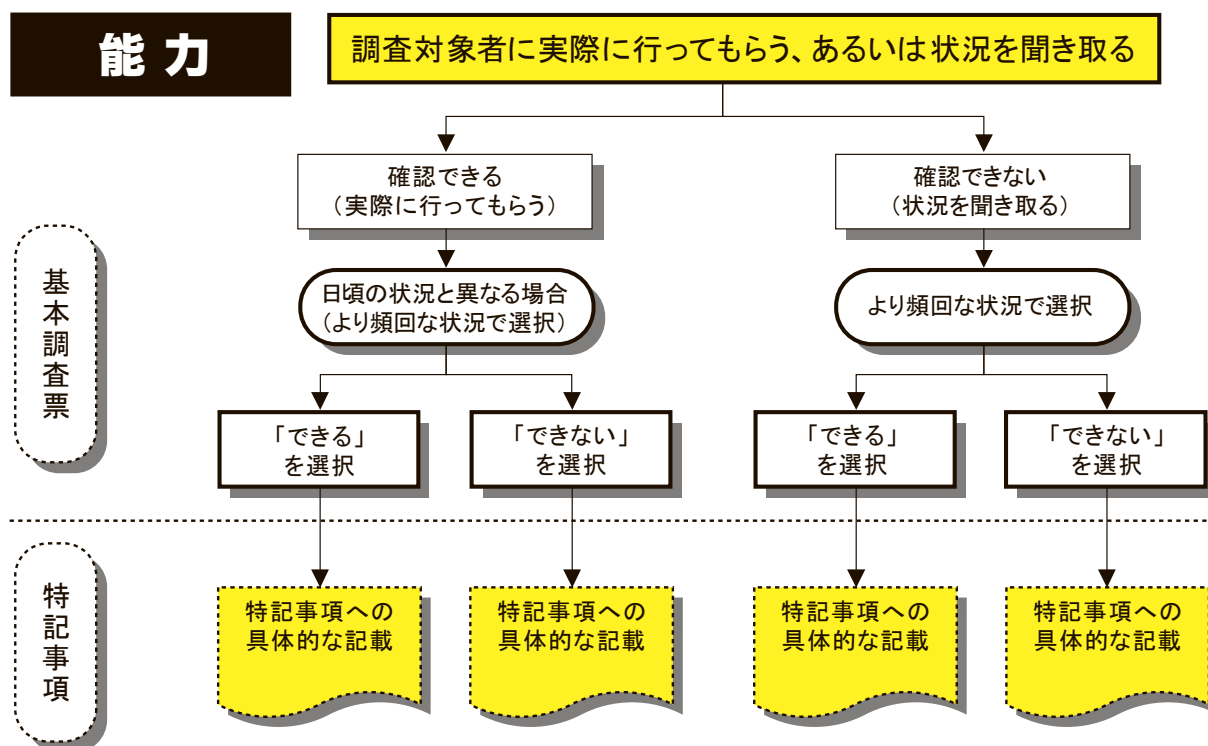 能力
調査対象者に実際に行ってもらう、あるいは状況を聞き取る
確認できる
（実際に行ってもらう）
確認できない
（状況を聞き取る）
基本調査票
日頃の状況と異なる場合
（より頻回な状況で選択）
より頻回な状況で選択
「できる」
を選択
「できない」
を選択
「できる」
を選択
「できない」
を選択
特記事項
特記事項への
具体的な記載
特記事項への
具体的な記載
特記事項への
具体的な記載
特記事項への
具体的な記載